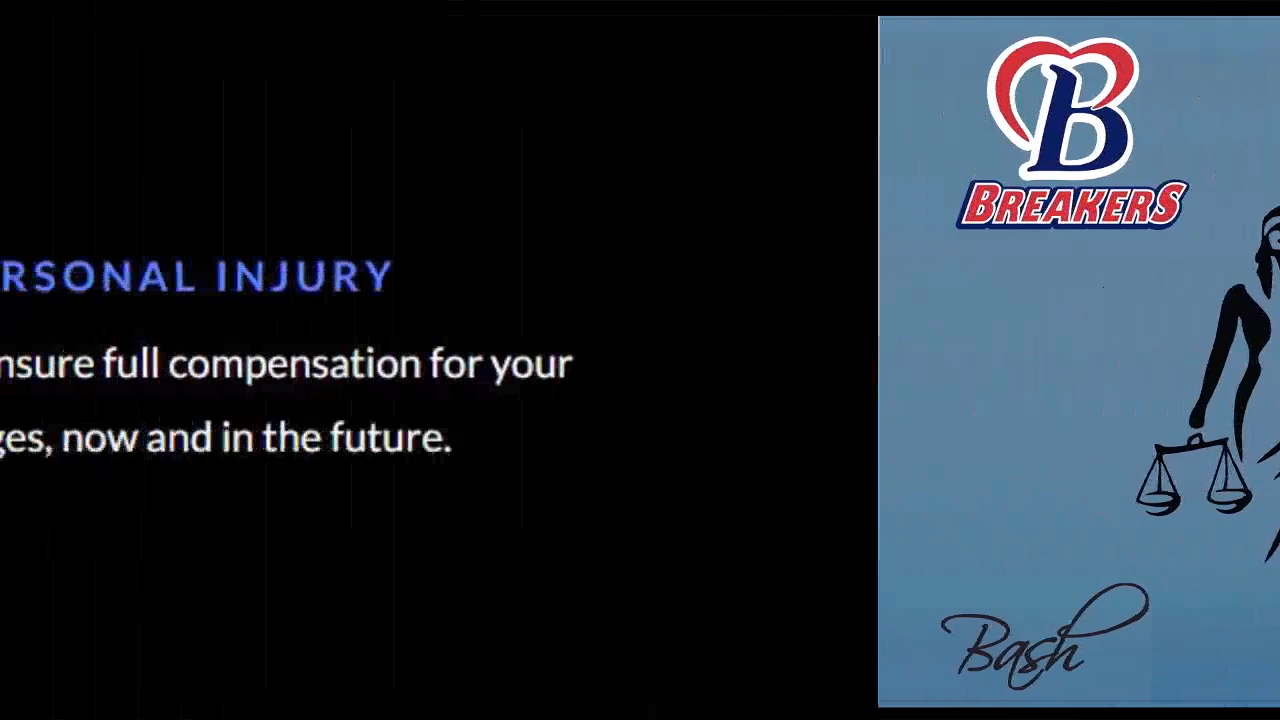 RSONAL INJURY
nsure full compensation for your
ges, now and in the future.
B
BREAKERS
Bash